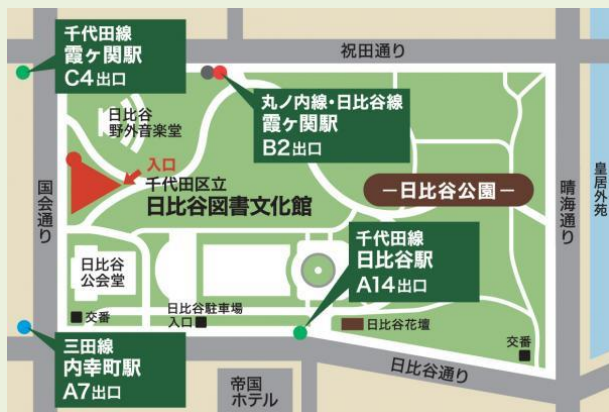 千代田線
霞ヶ関駅
C4出口
祝田通り
丸ノ内線・日比谷線
霞ヶ関駅
B2出口
日比谷
野外音楽堂
入口
千代田区立
日比谷図書文化館
国会通り
ー日比谷公園ー
晴海通り
皇居外苑
千代田線
日比谷駅
A14出口
日比谷
公会堂
交番
日比谷駐車場
入口
日比谷花壇
交番
三田線
内幸町駅
A7出口
日比谷通り
帝国
ホテル